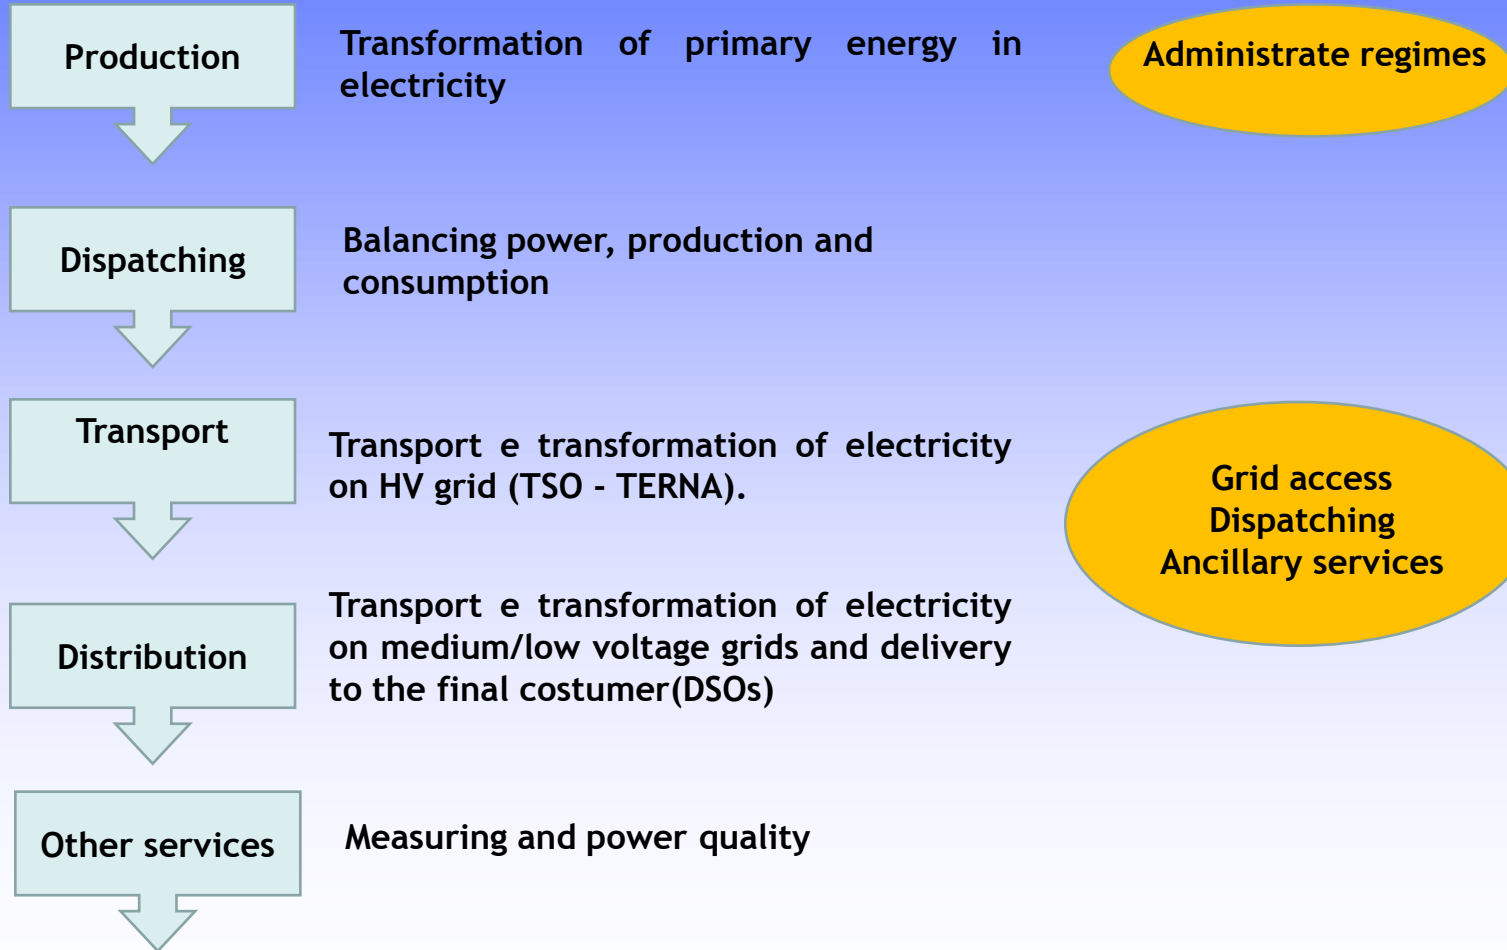 Production
Transformation of primary energy in
electricity
Administrate regimes
Dispatching
Balancing power, production and
consumption
Transport
Transport e transformation of electricity
on HV grid (TSO - TERNA).
Grid access
Dispatching
Ancillary services
Distribution
Transport e transformation of electricity
on medium/low voltage grids and delivery
to the final costumer(DSOs)
Other services
Measuring and power quality